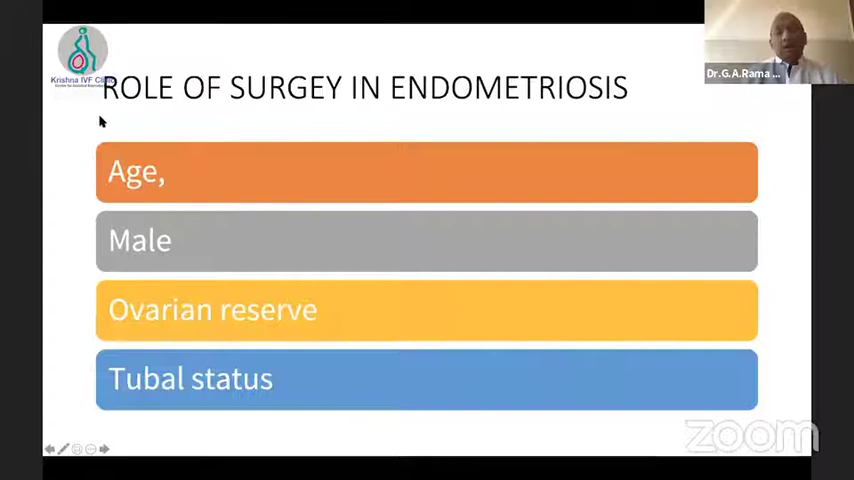 Krishna IVF Clinic
ROLE OF SURGEY IN ENDOMETRIOSIS
Dr.G.A.Rama ...
Age,
Male
Ovarian reserve
Tubal status
zoom